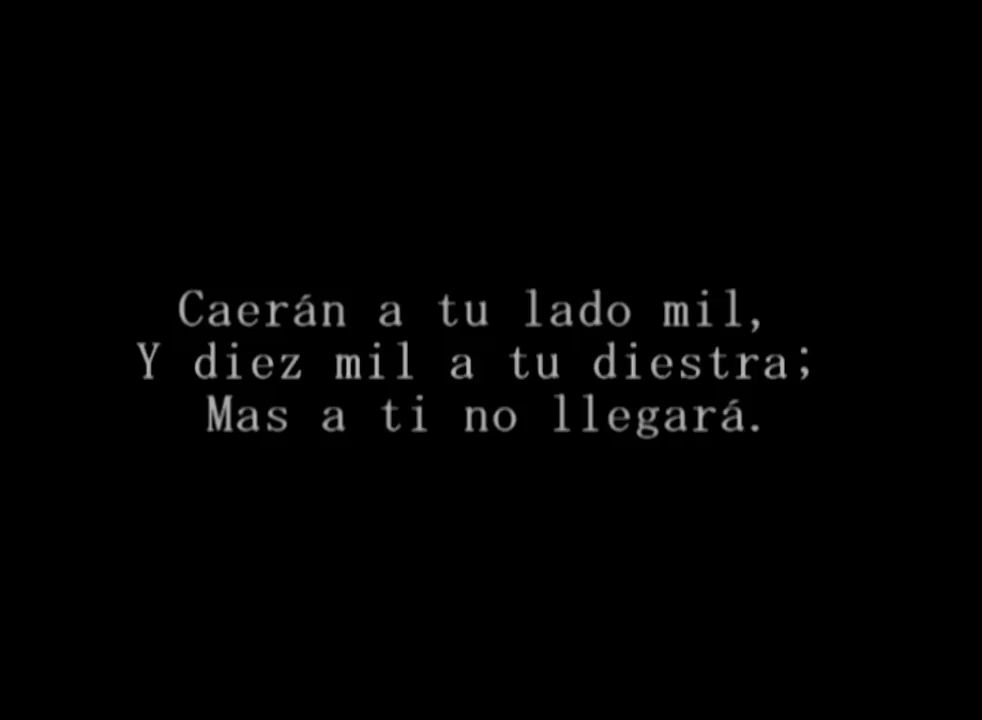 Caerán a tu lado mil,
Y diez mil a tu diestra;
Mas a ti no llegará.